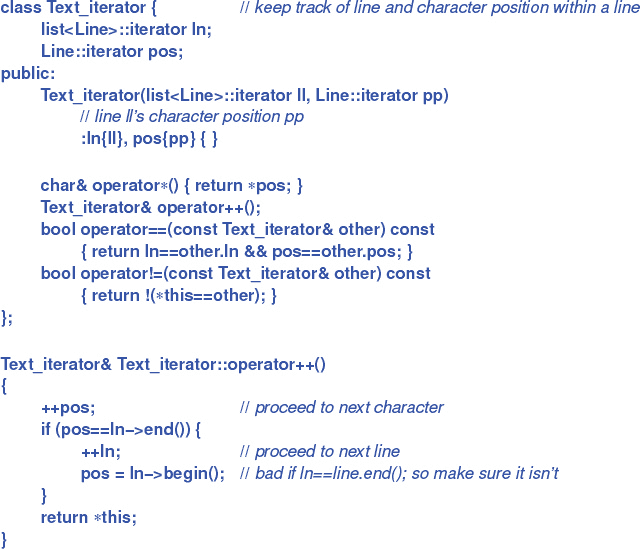 class Text_iterator { // keep track of line and character position within a line
list<Line>::iterator ln;
Line::iterator pos;
public:
Text_iterator(list<Line>::iterator ll, Line::iterator pp)
// line ll’s character position pp
:ln{ll}, pos{pp} { }
char& operator*() { return *pos; }
Text_iterator& operator++();
bool operator==(const Text_iterator& other) const
{ return ln==other.ln && pos==other.pos; }
bool operator!=(const Text_iterator& other) const
{ return !(*this==other); }
};
Text_iterator& Text_iterator::operator++()
{
++pos; // proceed to next character
if (pos==ln–>end()) {
++ln; // proceed to next line
pos = ln–>begin(); // bad if ln==line.end(); so make sure it isn’t
}
return *this;
}